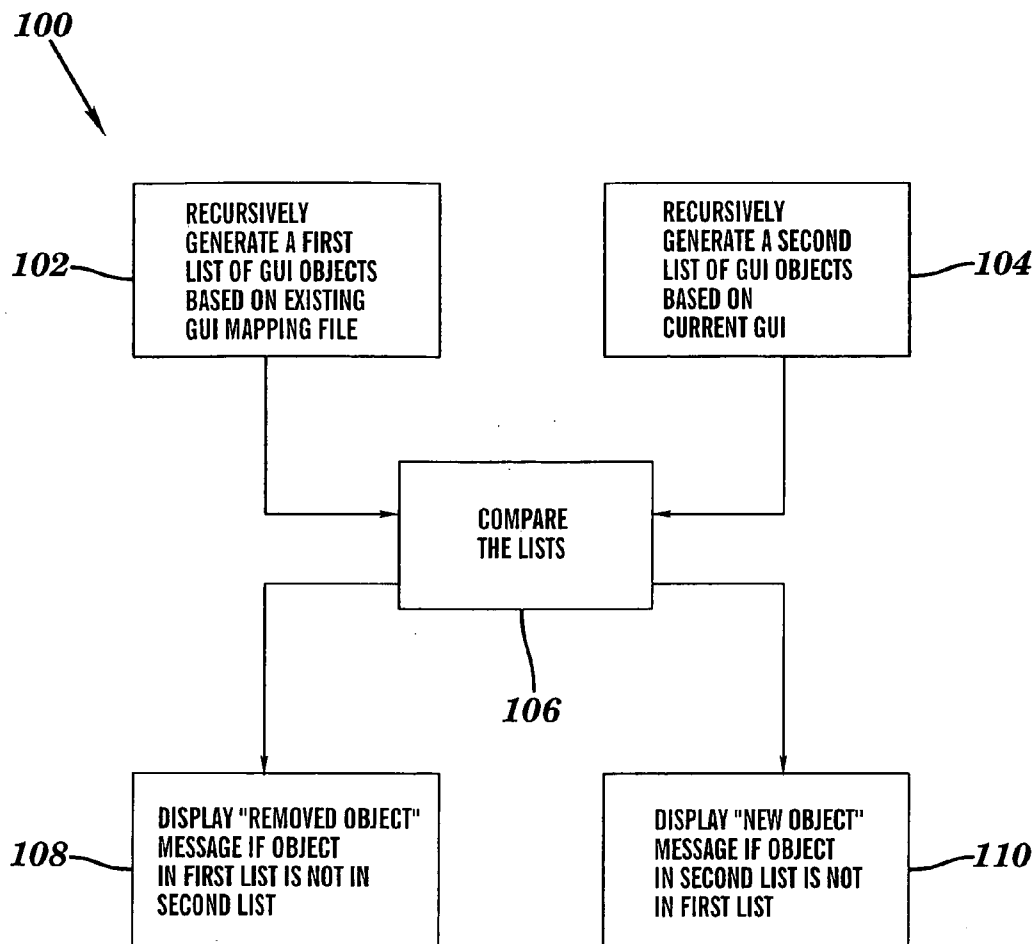 100
102
RECURSIVELY
GENERATE A FIRST
LIST OF GUI OBJECTS
BASED ON EXISTING
GUI MAPPING FILE
RECURSIVELY
GENERATE A SECOND
LIST OF GUI OBJECTS
BASED ON
CURRENT GUI
104
COMPARE
THE LISTS
106
108
DISPLAY "REMOVED OBJECT"
MESSAGE IF OBJECT
IN FIRST LIST IS NOT IN
SECOND LIST
DISPLAY "NEW OBJECT"
MESSAGE IF OBJECT
IN SECOND LIST IS NOT
IN FIRST LIST
110